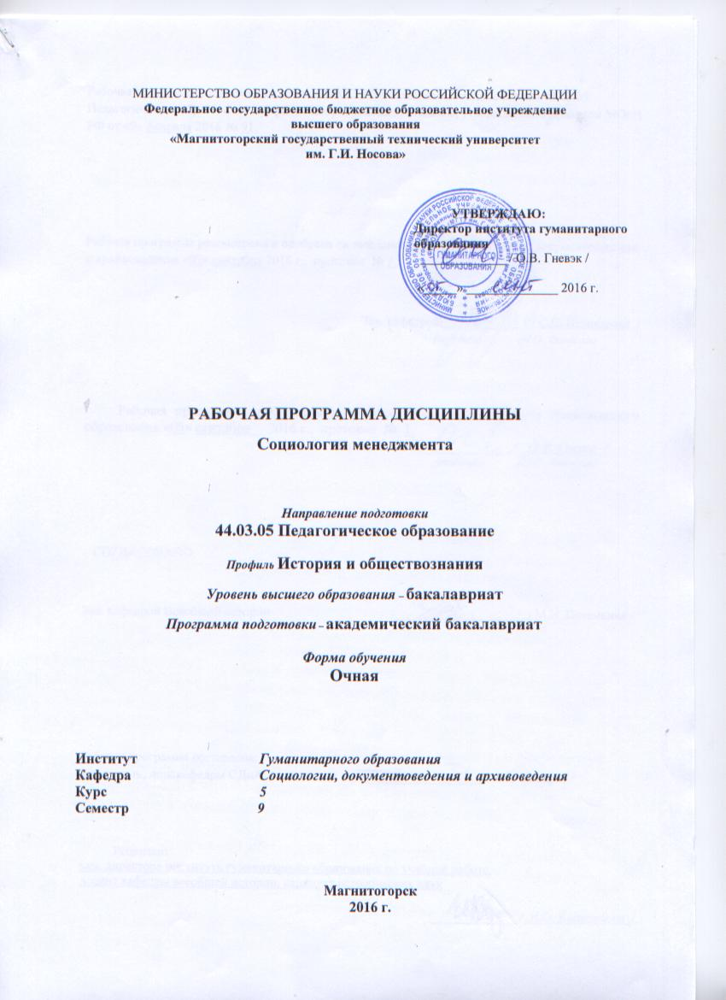 МИНИСТЕРСТВО ОБРАЗОВАНИЯ И НАУКИ РОССИЙСКОЙ ФЕДЕРАЦИИ
Федеральное государственное бюджетное образовательное учреждение
высшего образования
«Магнитогорский государственный технический университет
им. Г.И. Носова»
УТВЕРЖДАЮ:
Директор института гуманитарного
образования
О.В. Гневэк /
2016 г.
ГУМАНИТАРНОГО
ОБРАЗОВАНИЯ
РАБОЧАЯ ПРОГРАММА ДИСЦИПЛИНЫ
Социология менеджмента
Направление подготовки
44.03.05 Педагогическое образование
Профиль История и обществознания
Уровень высшего образования – бакалавриат
Программа подготовки – академический бакалавриат
Форма обучения
Очная
Институт Гуманитарного образования
Кафедра Социологии, документоведения и архивоведения
Курс 5
Семестр 9
Магнитогорск
2016 г.